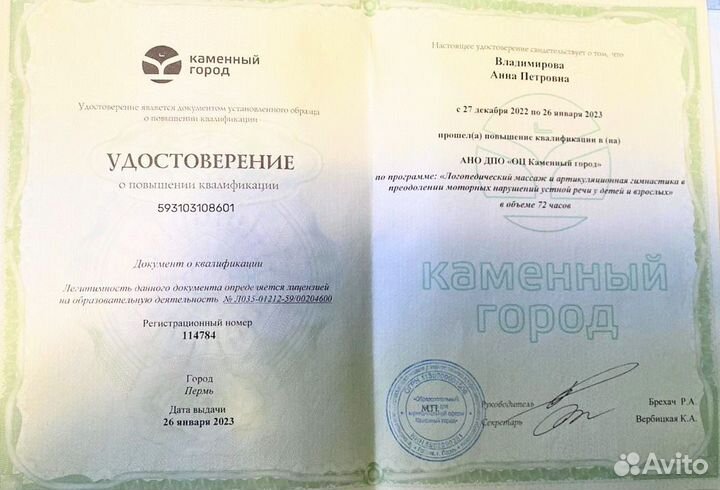 каменный
город
Удостоверение является документом установленного образца
о повышении квалификации
УДОСТОВЕРЕНИЕ
о повышении квалификации
593103108601
Документ о квалификации
Легитимность данного документа определяется лицензией
на образовательную деятельность № Л035-01212-59/00204600
Регистрационный номер
114784
Город
Пермь
Дата выдачи
26 января 2023
Настоящее удостоверение свидетельствует о том, что
Владимирова
Анна Петровна
с 27 декабря 2022 по 26 января 2023
прошел(а) повышение квалификации в (на)
АНО ДПО «ОЦ Каменный город»
по программе: «Логопедический массаж и артикуляционная гимнастика в
преодолении моторных нарушений устной речи у детей и взрослых»
в объеме 72 часов
каменный
город
МП
Руководитель
Брехач Р.А.
Секретарь
Вербицкая К.А.
Avito